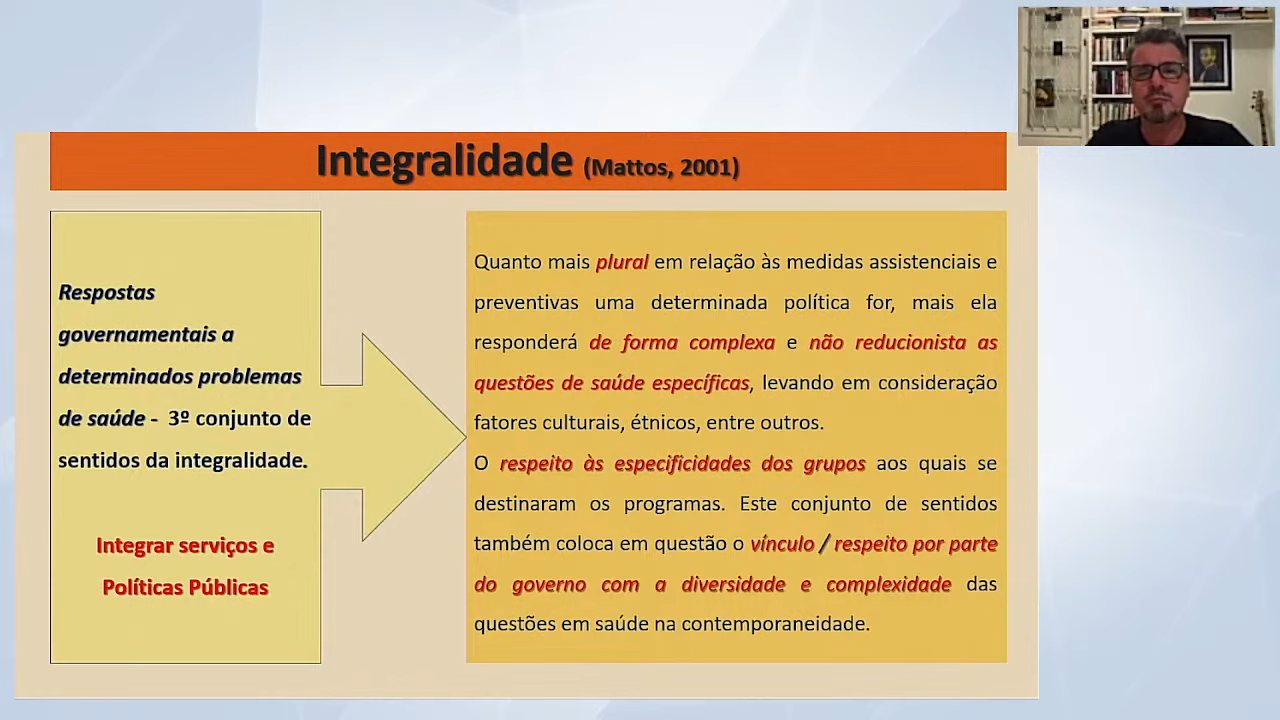 Integralidade (Mattos, 2001)
Respostas
governamentais a
determinados problemas
de saúde - 3º conjunto de
sentidos da integralidade.
Integrar serviços e
Políticas Públicas
Quanto mais plural em relação às medidas assistenciais e
preventivas uma determinada política for, mais ela
responderá de forma complexa e não reducionista as
questões de saúde específicas, levando em consideração
fatores culturais, étnicos, entre outros.
O respeito às especificidades dos grupos aos quais se
destinaram os programas. Este conjunto de sentidos
também coloca em questão o vínculo / respeito por parte
do governo com a diversidade e complexidade das
questões em saúde na contemporaneidade.